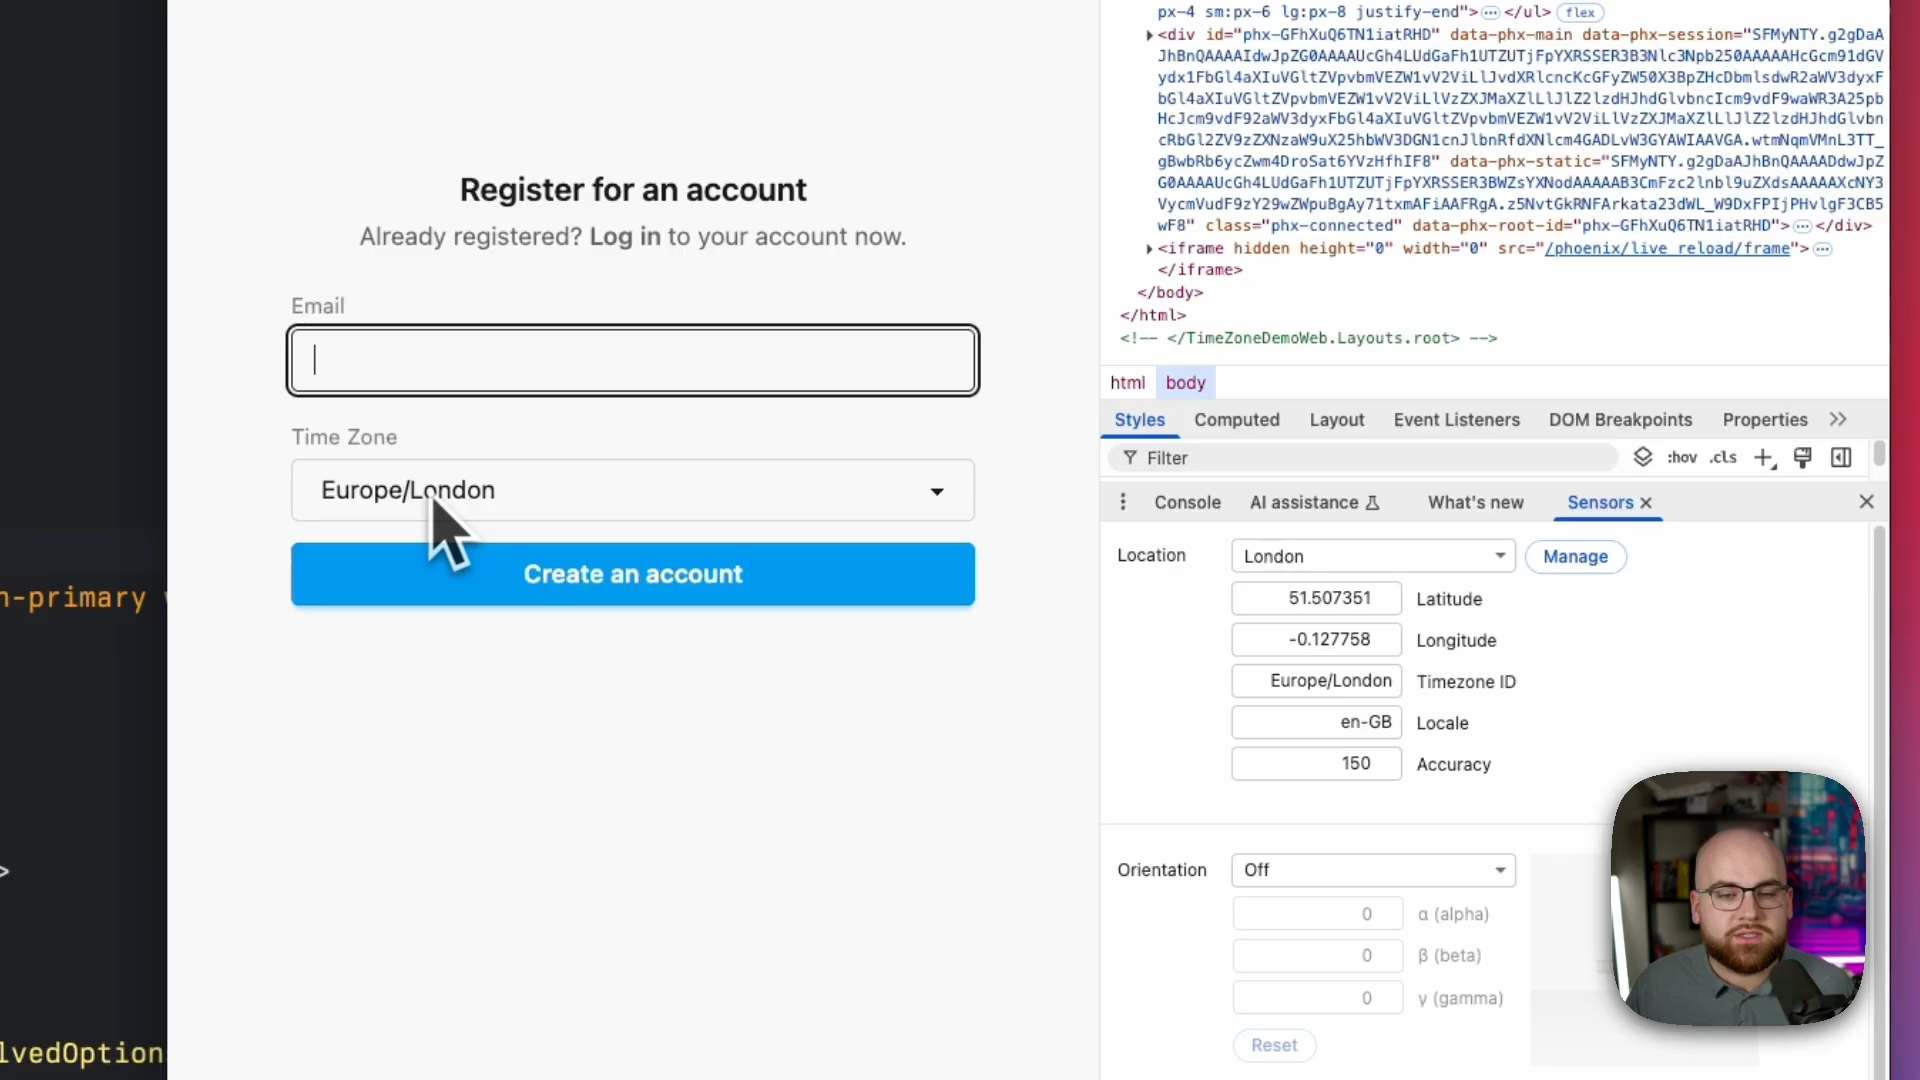 Register for an account
Already registered? Log in to your account now.
Email
Time Zone
Europe/London
Create an account
n-primary
>
lvedOption
px-4 sm:px-6 lg:px-8 justify-end">⋯</ul> flex
<div id="phx-GFhXuQ6TN1iatRHD" data-phx-main data-phx-session="SFMyNTY.g2gDaA
wF8" class="phx-connected" data-phx-root-id="phx-GFhXuQ6TN1iatRHD">⋯</div>
<iframe hidden height="0" width="0" src="/phoenix/live_reload/frame">⋯
</iframe>
</body>
</html>
<!-- </TimeZoneDemoWeb.Layouts.root> -->
html body
Styles Computed Layout Event Listeners DOM Breakpoints Properties
Filter :hov .cls
Console AI assistance What's new Sensors
Location London Manage
51.507351 Latitude
-0.127758 Longitude
Europe/London Timezone ID
en-GB Locale
150 Accuracy
Orientation Off
0 α (alpha)
0 β (beta)
0 γ (gamma)
Reset